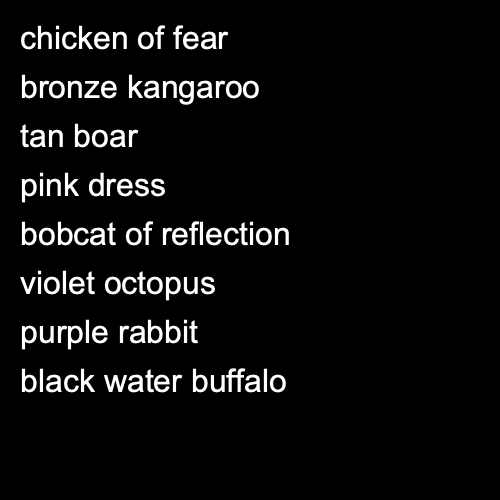 chicken of fear
bronze kangaroo
tan boar
pink dress
bobcat of reflection
violet octopus
purple rabbit
black water buffalo